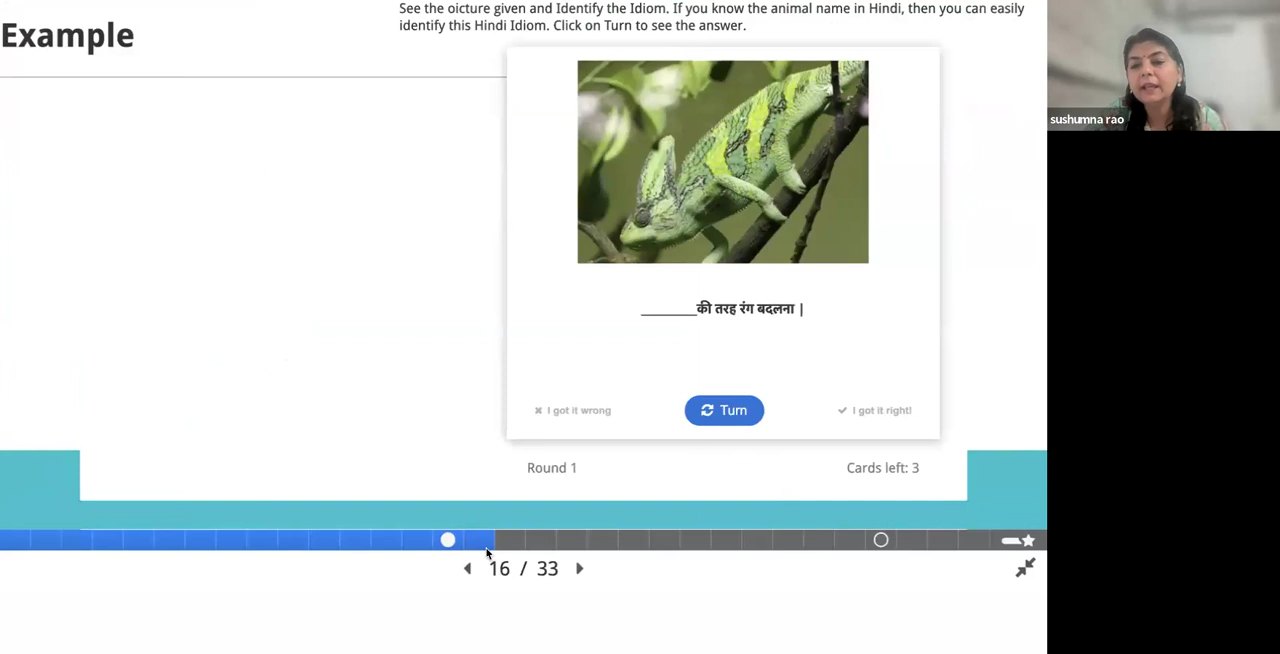 Example
See the oicture given and Identify the Idiom. If you know the animal name in Hindi, then you can easily
identify this Hindi Idiom. Click on Turn to see the answer.
sushumna rao
________की तरह रंग बदलना |
✖ I got it wrong
Turn
✔ I got it right!
Round 1
Cards left: 3
16 / 33